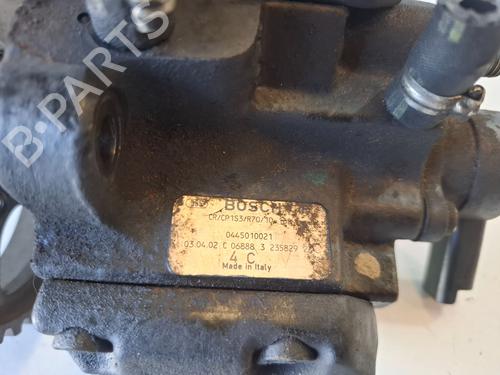 BOSCH
CR/CP1S3/R70/10-
0445010021
03.04.02 C 06888 3 235829
4 C
Made in Italy
B-PARTS